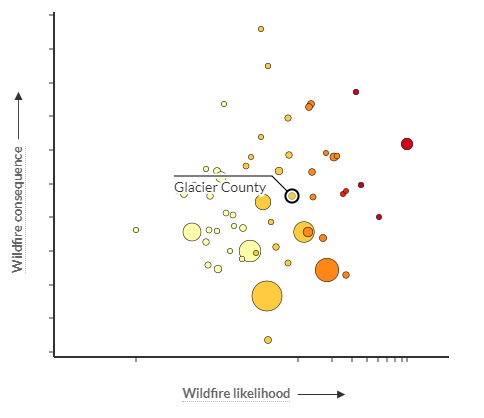 Wildfire consequence
Glacier County
Wildfire likelihood